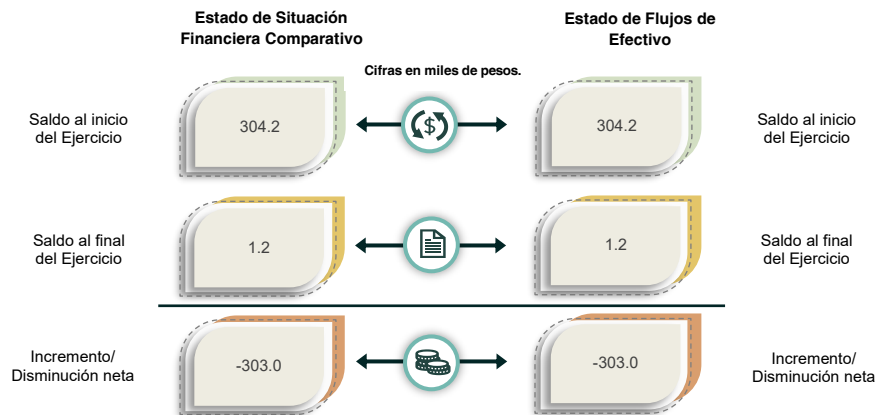 Estado de Situación
Financiera Comparativo
Estado de Flujos de
Efectivo
Cifras en miles de pesos.
Saldo al inicio
del Ejercicio
304.2
$
304.2
Saldo al inicio
del Ejercicio
Saldo al final
del Ejercicio
1.2
1.2
Saldo al final
del Ejercicio
Incremento/
Disminución neta
-303.0
-303.0
Incremento/
Disminución neta